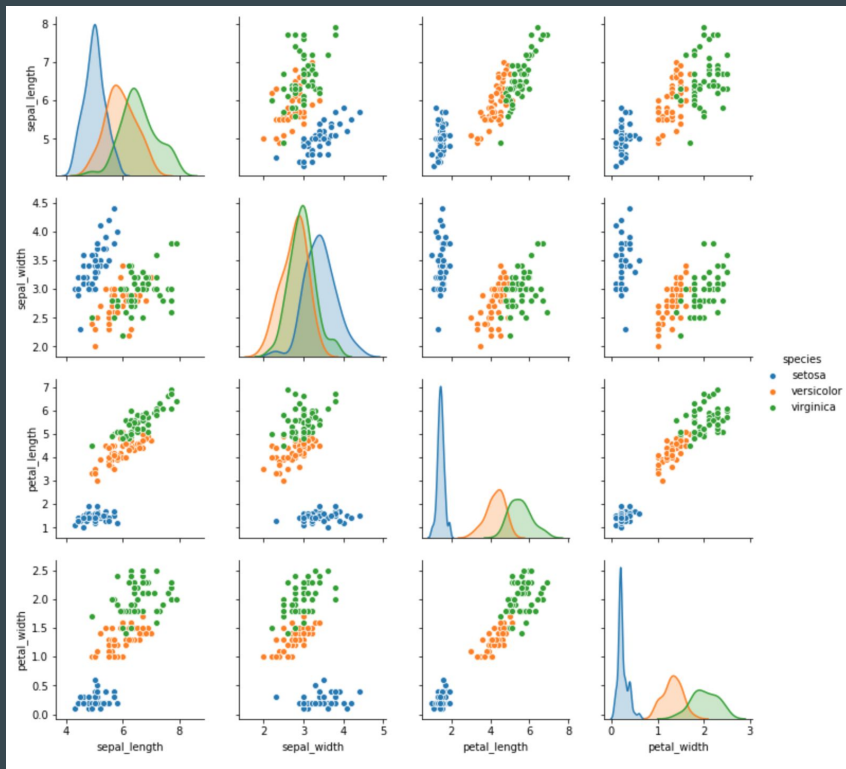 8
7
6
5
sepal_length
4.5
4.0
3.5
3.0
2.5
2.0
sepal_width
species
setosa
versicolor
virginica
7
6
5
4
3
2
1
petal_length
2.5
2.0
1.5
1.0
0.5
0.0
petal_width
4 6 8
sepal_length
2 3 4 5
sepal_width
2 4 6 8
petal_length
0 1 2 3
petal_width